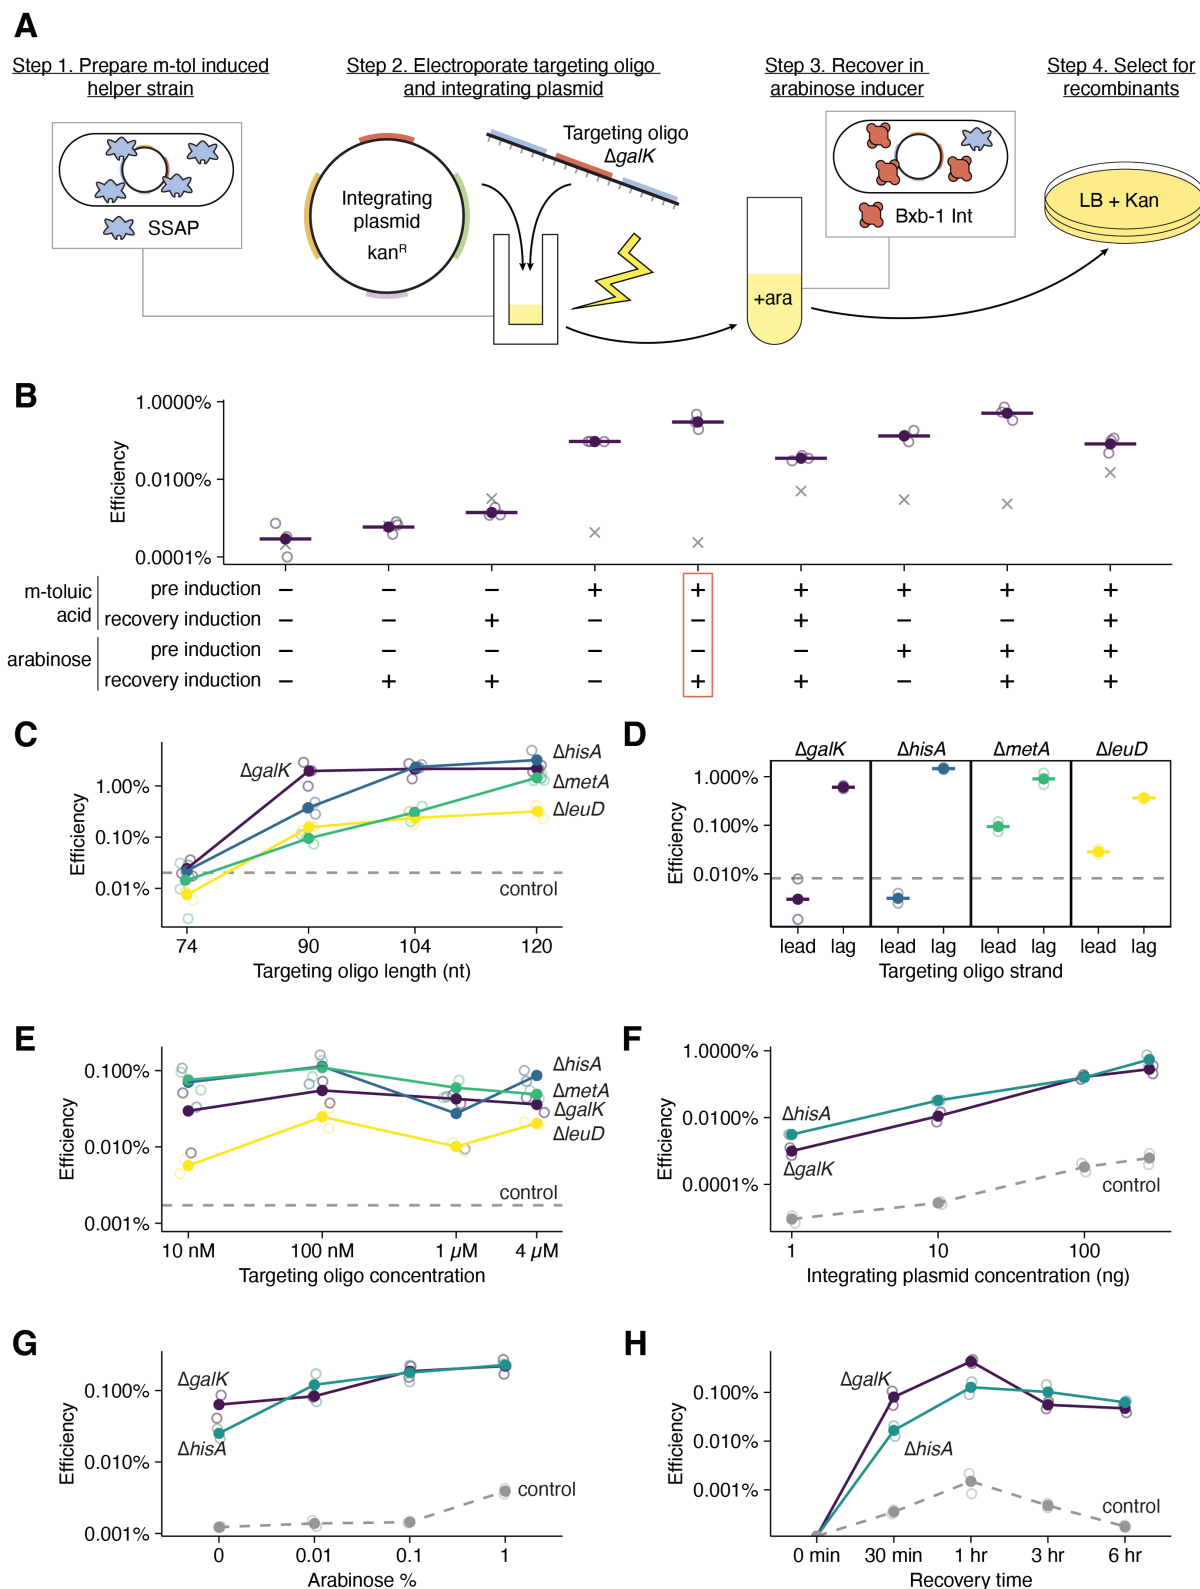 A
Step 1. Prepare m-tol induced
helper strain
Step 2. Electroporate targeting oligo
and integrating plasmid
Step 3. Recover in
arabinose inducer
Step 4. Select for
recombinants
SSAP
Integrating
plasmid
kanR
Targeting oligo
ΔgalK
Bxb-1 Int
+ara
LB + Kan
B
Efficiency
1.0000%
0.0100%
0.0001%
m-toluic
acid
pre induction − − − + + + + + +
recovery induction − − + − − + − − +
arabinose
pre induction − − − − − − + + +
recovery induction − + + − + + − + +
C
Efficiency
1.00%
0.10%
0.01%
ΔgalK
ΔhisA
ΔmetA
ΔleuD
control
74 90 104 120
Targeting oligo length (nt)
D
ΔgalK ΔhisA ΔmetA ΔleuD
Efficiency
1.000%
0.100%
0.010%
lead lag lead lag lead lag lead lag
Targeting oligo strand
E
Efficiency
0.100%
0.010%
0.001%
ΔhisA
ΔmetA
ΔgalK
ΔleuD
control
10 nM 100 nM 1 µM 4 µM
Targeting oligo concentration
F
Efficiency
1.0000%
0.0100%
0.0001%
ΔhisA
ΔgalK
control
1 10 100
Integrating plasmid concentration (ng)
G
Efficiency
0.100%
0.010%
0.001%
ΔgalK
ΔhisA
control
0 0.01 0.1 1
Arabinose %
H
Efficiency
0.100%
0.010%
0.001%
ΔgalK
ΔhisA
control
0 min 30 min 1 hr 3 hr 6 hr
Recovery time